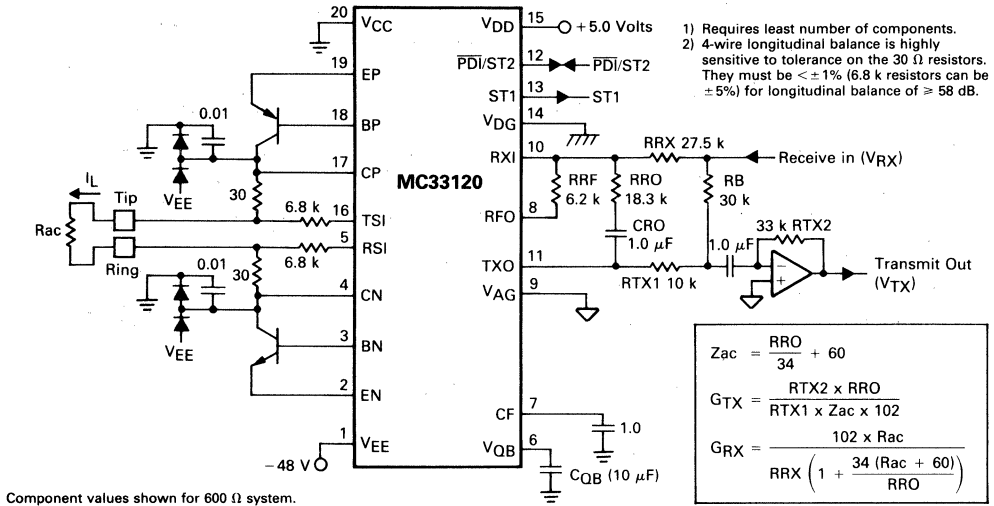 20
VCC
19
EP
18
BP
17
CP
16
TSI
5
RSI
4
CN
3
BN
2
EN
1
VEE
−48 V
MC33120
VDD
15
+5.0 Volts
PDI/ST2
12
PDI/ST2
ST1
13
ST1
VDG
14
RXI
10
RFO
8
TXO
11
VAG
9
CF
7
1.0
VQB
6
CQB (10 μF)
0.01
VEE
30
6.8 k
IL
Tip
Rac
Ring
6.8 k
0.01
30
VEE
RRX 27.5 k
Receive in (VRX)
RRF
6.2 k
RRO
18.3 k
RB
30 k
CRO
1.0 μF
1.0 μF
33 k RTX2
RTX1 10 k
−
+
Transmit Out
(VTX)
1) Requires least number of components.
2) 4-wire longitudinal balance is highly
sensitive to tolerance on the 30 Ω resistors.
They must be <±1% (6.8 k resistors can be
±5%) for longitudinal balance of ≥ 58 dB.
Zac = RRO / 34 + 60
GTX = RTX2 x RRO / RTX1 x Zac x 102
GRX = 102 x Rac / RRX (1 + 34 (Rac + 60) / RRO)
Component values shown for 600 Ω system.